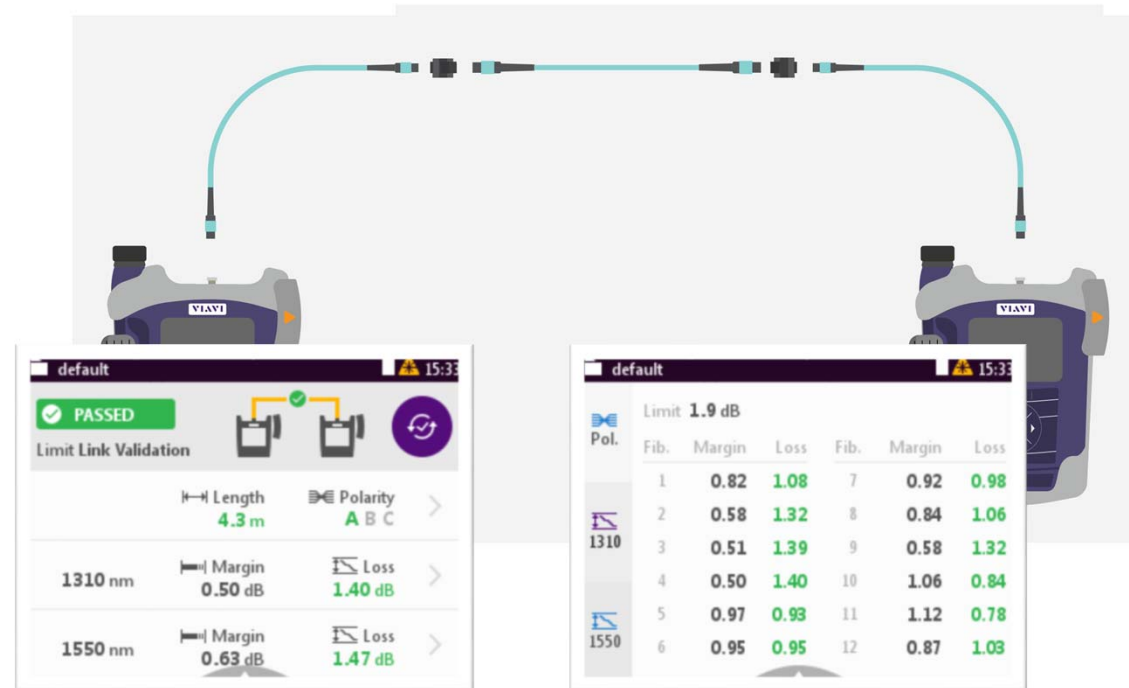 VIAVI
VIAVI
default 15:33
PASSED
Limit Link Validation
Length Polarity
4.3 m A B C
1310 nm Margin Loss
0.50 dB 1.40 dB
1550 nm Margin Loss
0.63 dB 1.47 dB
default 15:33
Pol.
1310
1550
Limit 1.9 dB
Fib. Margin Loss Fib. Margin Loss
1 0.82 1.08 7 0.92 0.98
2 0.58 1.32 8 0.84 1.06
3 0.51 1.39 9 0.58 1.32
4 0.50 1.40 10 1.06 0.84
5 0.97 0.93 11 1.12 0.78
6 0.95 0.95 12 0.87 1.03